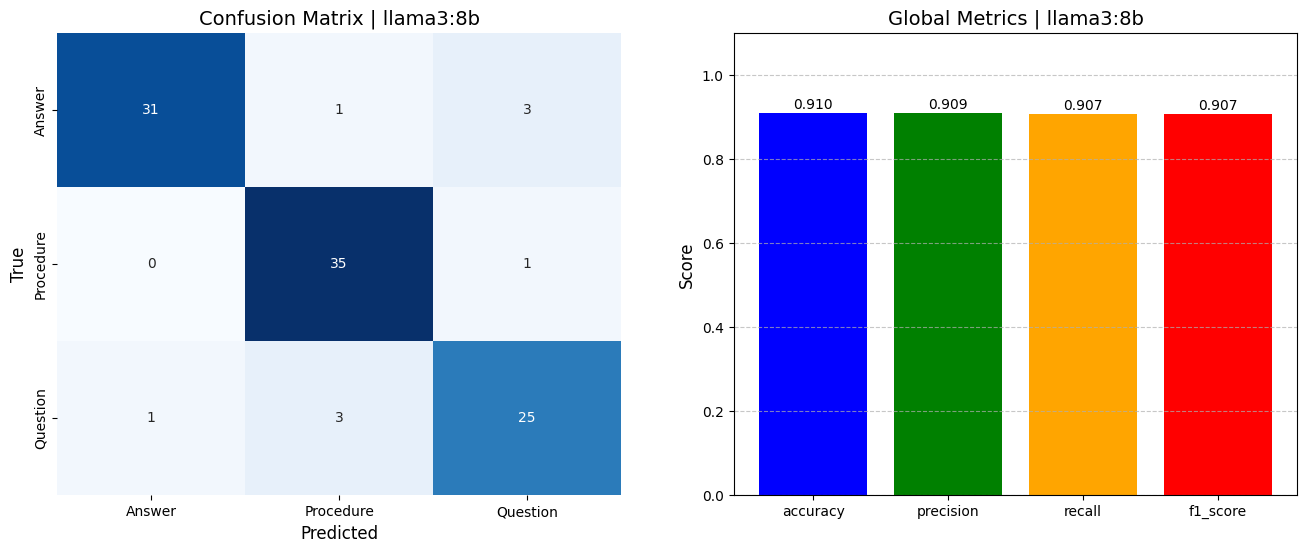 Confusion Matrix | llama3:8b
True
Answer
31
1
3
Procedure
0
35
1
Question
1
3
25
Answer Procedure Question
Predicted
Global Metrics | llama3:8b
Score
1.0
0.8
0.6
0.4
0.2
0.0
0.910
0.909
0.907
0.907
accuracy precision recall f1_score